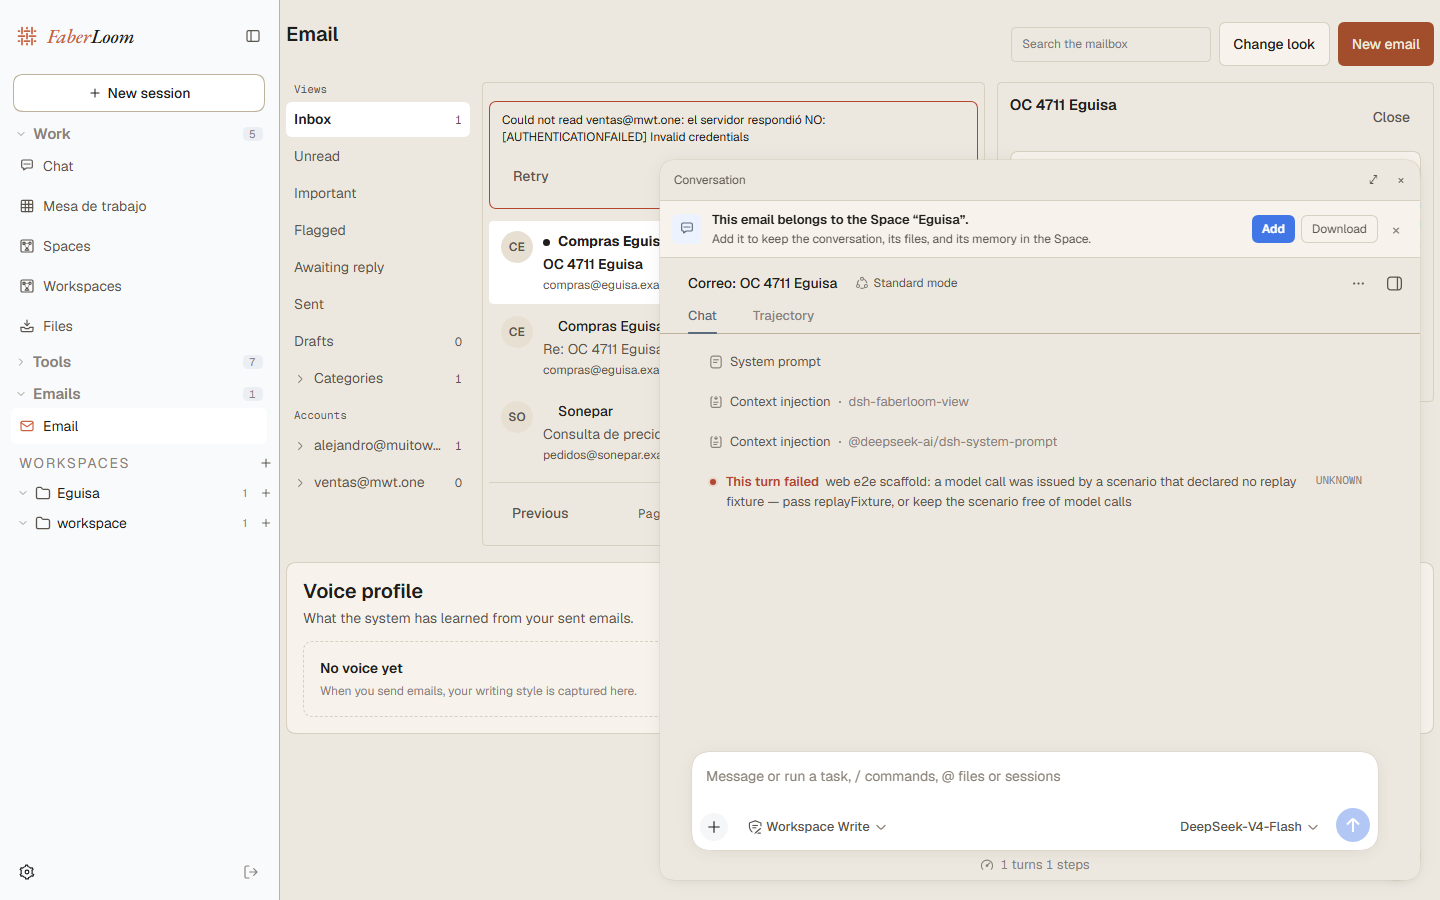 FaberLoom
New session
Work 5
Chat
Mesa de trabajo
Spaces
Workspaces
Files
Tools 7
Emails 1
Email
WORKSPACES
Eguisa 1
workspace 1
Email
Search the mailbox
Change look
New email
Views
Inbox 1
Unread
Important
Flagged
Awaiting reply
Sent
Drafts 0
Categories 1
Accounts
alejandro@muitow... 1
ventas@mwt.one 0
Could not read ventas@mwt.one: el servidor respondió NO:
[AUTHENTICATIONFAILED] Invalid credentials
Retry
CE
Compras Eguis
OC 4711 Eguisa
compras@eguisa.exa
CE
Compras Eguisa
Re: OC 4711 Eguisa
compras@eguisa.exa
SO
Sonepar
Consulta de precio
pedidos@sonepar.exa
Previous
Pag
OC 4711 Eguisa
Close
Voice profile
What the system has learned from your sent emails.
No voice yet
When you send emails, your writing style is captured here.
Conversation
This email belongs to the Space “Eguisa”.
Add it to keep the conversation, its files, and its memory in the Space.
Add
Download
Correo: OC 4711 Eguisa
Standard mode
Chat
Trajectory
System prompt
Context injection · dsh-faberloom-view
Context injection · @deepseek-ai/dsh-system-prompt
This turn failed web e2e scaffold: a model call was issued by a scenario that declared no replay
fixture — pass replayFixture, or keep the scenario free of model calls
UNKNOWN
Message or run a task, / commands, @ files or sessions
Workspace Write
DeepSeek-V4-Flash
1 turns 1 steps